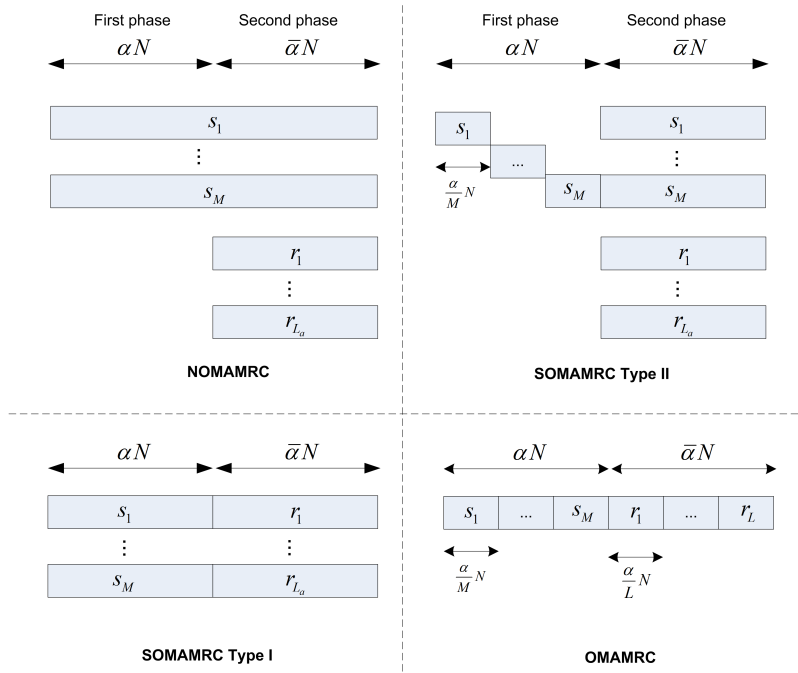 First phase Second phase
αN ᾱN
s₁
⋮
s_M
r₁
⋮
r_{L_a}
NOMAMRC
First phase Second phase
αN ᾱN
s₁ s₁
... ⋮
α/M N
s_M s_M
r₁
⋮
r_{L_a}
SOMAMRC Type II
αN ᾱN
s₁ r₁
⋮ ⋮
s_M r_{L_a}
SOMAMRC Type I
αN ᾱN
s₁ ... s_M r₁ ... r_L
α/M N α/L N
OMAMRC